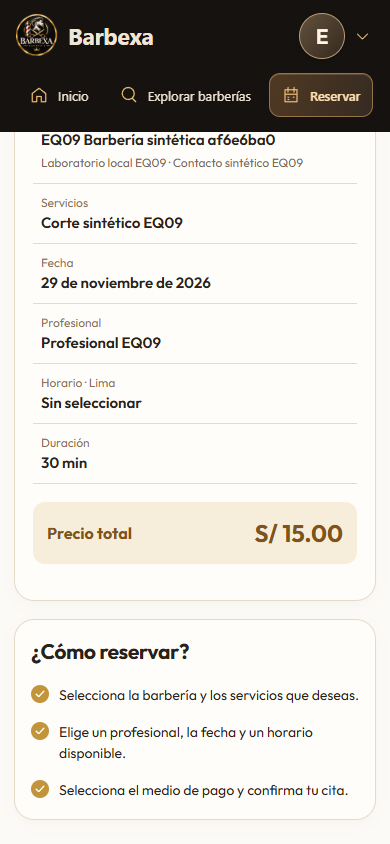 BARBEXA
Barbexa
E
Inicio
Explorar barberías
Reservar
EQ09 Barbería sintética af6e6ba0
Laboratorio local EQ09 · Contacto sintético EQ09
Servicios
Corte sintético EQ09
Fecha
29 de noviembre de 2026
Profesional
Profesional EQ09
Horario · Lima
Sin seleccionar
Duración
30 min
Precio total
S/ 15.00
¿Cómo reservar?
Selecciona la barbería y los servicios que deseas.
Elige un profesional, la fecha y un horario
disponible.
Selecciona el medio de pago y confirma tu cita.